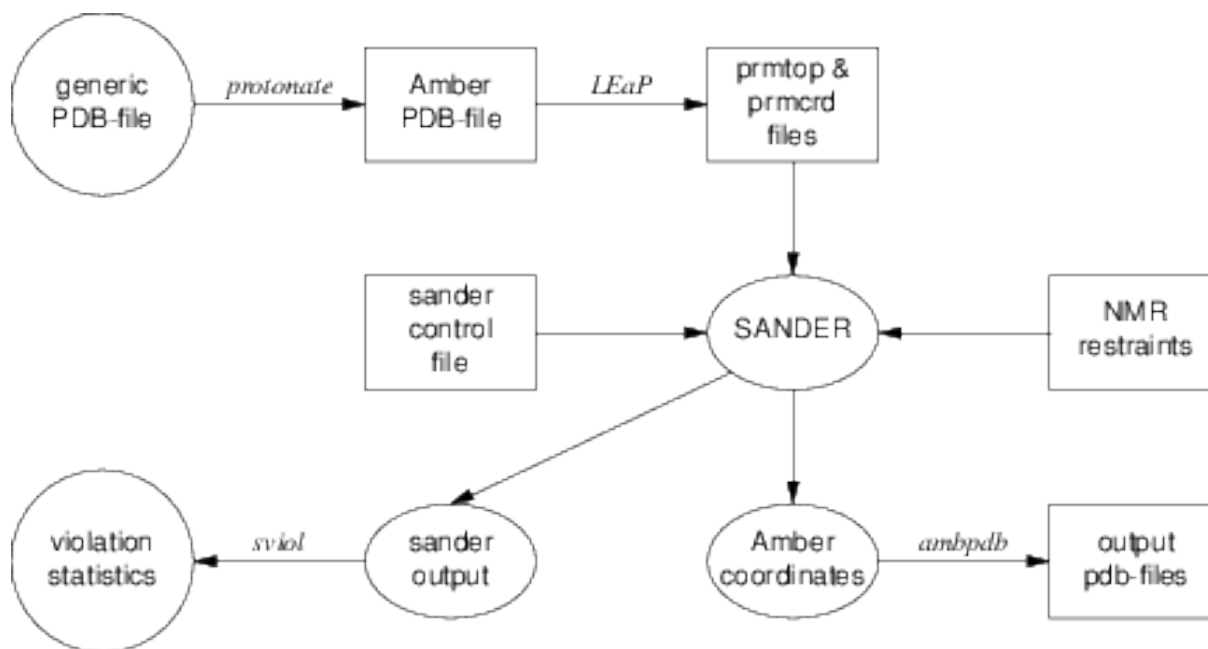 generic
PDB-file
protonate
Amber
PDB-file
LEaP
prmtop &
prmcrd
files
sander
control
file
SANDER
NMR
restraints
violation
statistics
sviol
sander
output
Amber
coordinates
ambpdb
output
pdb-files